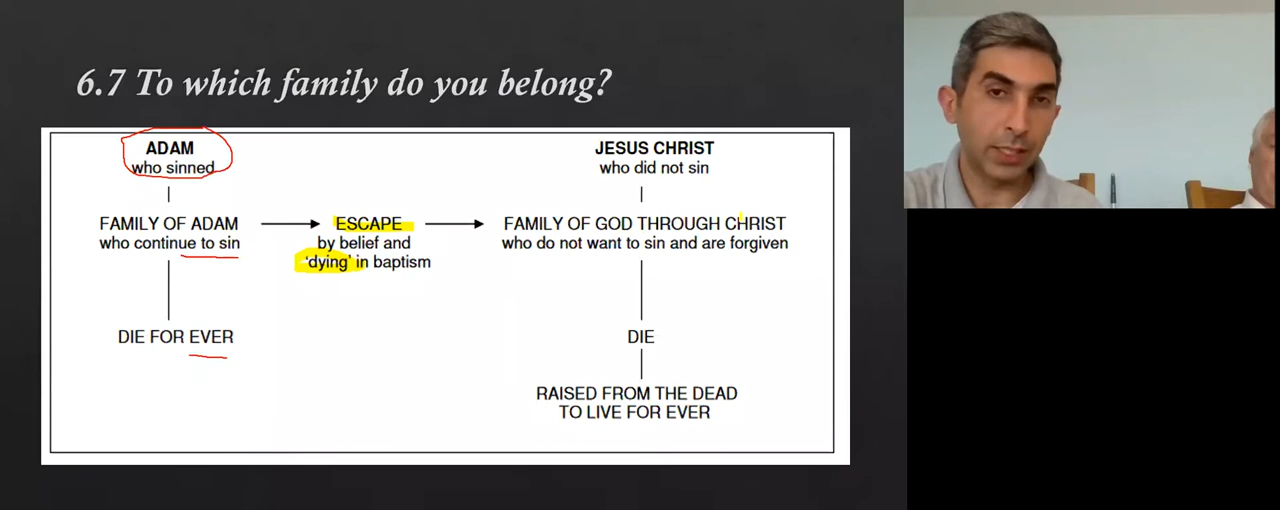 6.7 To which family do you belong?
ADAM
who sinned
FAMILY OF ADAM
who continue to sin
DIE FOR EVER
ESCAPE
by belief and
'dying' in baptism
JESUS CHRIST
who did not sin
FAMILY OF GOD THROUGH CHRIST
who do not want to sin and are forgiven
DIE
RAISED FROM THE DEAD
TO LIVE FOR EVER